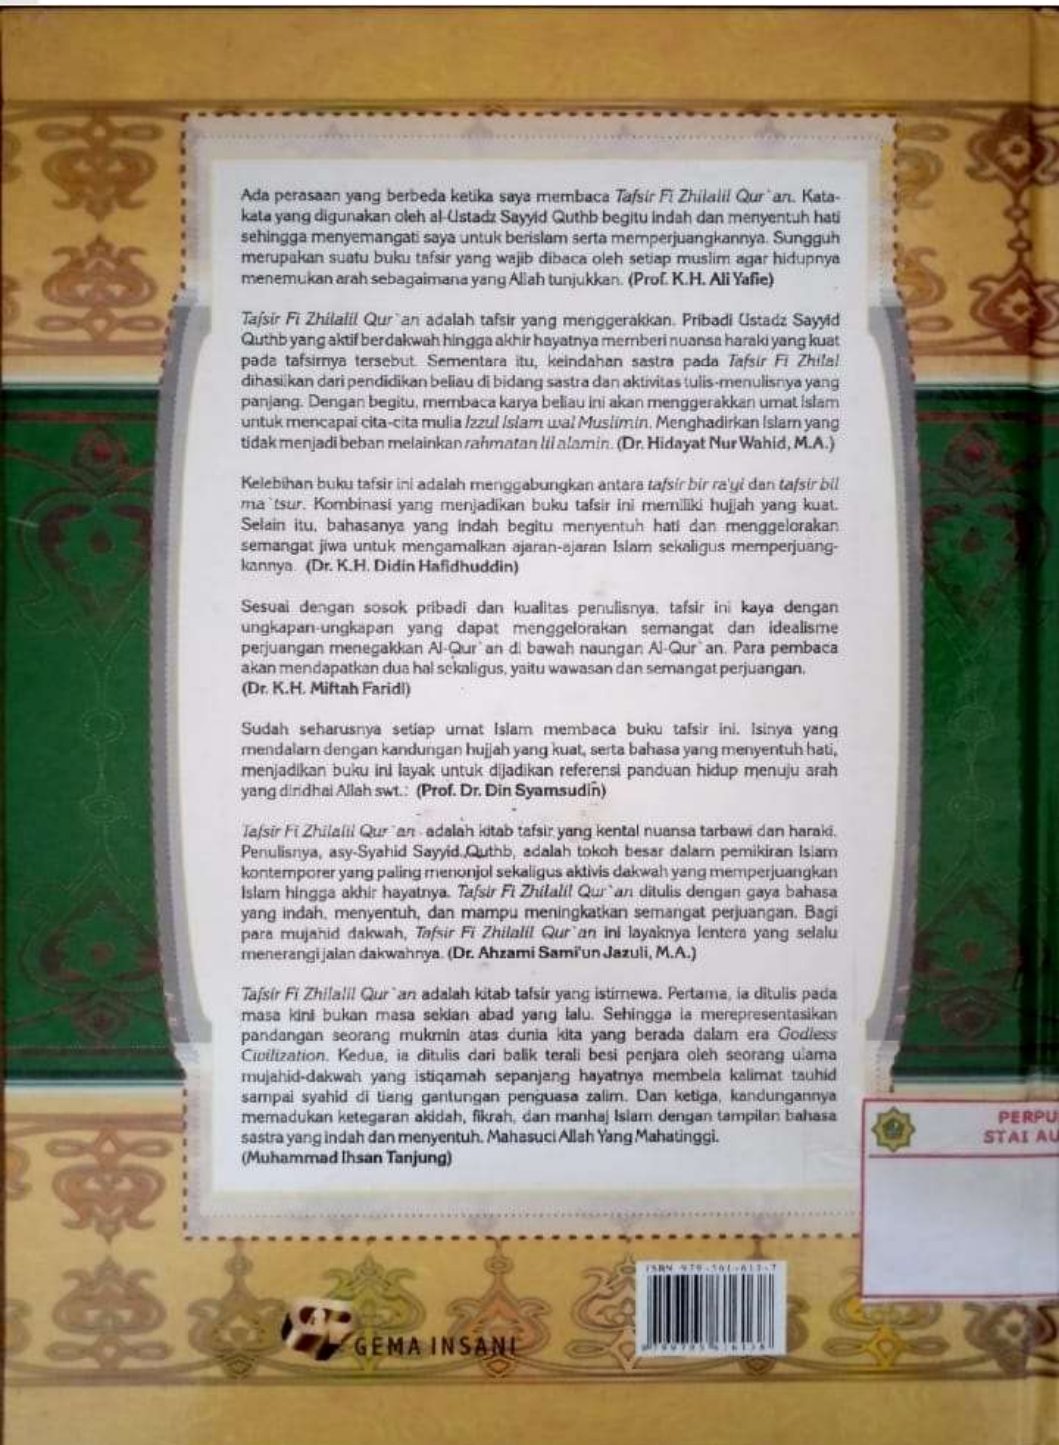 Ada perasaan yang berbeda ketika saya membaca Tafsir Fi Zhilalil Qur`an. Kata-
kata yang digunakan oleh al-Ustadz Sayyid Quthb begitu indah dan menyentuh hati
sehingga menyemangati saya untuk berislam serta memperjuangkannya. Sungguh
merupakan suatu buku tafsir yang wajib dibaca oleh setiap muslim agar hidupnya
menemukan arah sebagaimana yang Allah tunjukkan. (Prof. K.H. Ali Yafie)
Tafsir Fi Zhilalil Qur`an adalah tafsir yang menggerakkan. Pribadi Ustadz Sayyid
Quthb yang aktif berdakwah hingga akhir hayatnya memberi nuansa haraki yang kuat
pada tafsirnya tersebut. Sementara itu, keindahan sastra pada Tafsir Fi Zhilal
dihasilkan dari pendidikan beliau di bidang sastra dan aktivitas tulis-menulisnya yang
panjang. Dengan begitu, membaca karya beliau ini akan menggerakkan umat Islam
untuk mencapai cita-cita mulia Izzul Islam wal Muslimin. Menghadirkan Islam yang
tidak menjadi beban melainkan rahmatan lil alamin. (Dr. Hidayat Nur Wahid, M.A.)
Kelebihan buku tafsir ini adalah menggabungkan antara tafsir bir ra'yi dan tafsir bil
ma`tsur. Kombinasi yang menjadikan buku tafsir ini memiliki hujjah yang kuat.
Selain itu, bahasanya yang indah begitu menyentuh hati dan menggelorakan
semangat jiwa untuk mengamalkan ajaran-ajaran Islam sekaligus memperjuang-
kannya. (Dr. K.H. Didin Hafidhuddin)
Sesuai dengan sosok pribadi dan kualitas penulisnya, tafsir ini kaya dengan
ungkapan-ungkapan yang dapat menggelorakan semangat dan idealisme
perjuangan menegakkan Al-Qur`an di bawah naungan Al-Qur`an. Para pembaca
akan mendapatkan dua hal sekaligus, yaitu wawasan dan semangat perjuangan.
(Dr. K.H. Miftah Faridl)
Sudah seharusnya setiap umat Islam membaca buku tafsir ini. Isinya yang
mendalam dengan kandungan hujjah yang kuat, serta bahasa yang menyentuh hati,
menjadikan buku ini layak untuk dijadikan referensi panduan hidup menuju arah
yang diridhai Allah swt.: (Prof. Dr. Din Syamsudin)
Tafsir Fi Zhilalil Qur`an adalah kitab tafsir yang kental nuansa tarbawi dan haraki.
Penulisnya, asy-Syahid Sayyid Quthb, adalah tokoh besar dalam pemikiran Islam
kontemporer yang paling menonjol sekaligus aktivis dakwah yang memperjuangkan
Islam hingga akhir hayatnya. Tafsir Fi Zhilalil Qur`an ditulis dengan gaya bahasa
yang indah, menyentuh, dan mampu meningkatkan semangat perjuangan. Bagi
para mujahid dakwah, Tafsir Fi Zhilalil Qur`an ini layaknya lentera yang selalu
menerangi jalan dakwahnya. (Dr. Ahzami Sami'un Jazuli, M.A.)
Tafsir Fi Zhilalil Qur`an adalah kitab tafsir yang istimewa. Pertama, ia ditulis pada
masa kini bukan masa sekian abad yang lalu. Sehingga ia merepresentasikan
pandangan seorang mukmin atas dunia kita yang berada dalam era Godless
Civilization. Kedua, ia ditulis dari balik terali besi penjara oleh seorang ulama
mujahid-dakwah yang istiqamah sepanjang hayatnya membela kalimat tauhid
sampai syahid di tiang gantungan penguasa zalim. Dan ketiga, kandungannya
memadukan ketegaran akidah, fikrah, dan manhaj Islam dengan tampilan bahasa
sastra yang indah dan menyentuh. Mahasuci Allah Yang Mahatinggi.
(Muhammad Ihsan Tanjung)
PERPU
STAI AU
GEMA INSANI